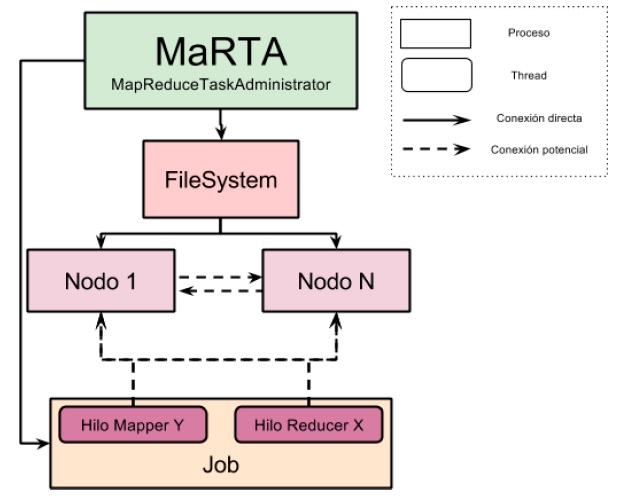 MaRTA
MapReduceTaskAdministrator
Proceso
Thread
Conexión directa
Conexión potencial
FileSystem
Nodo 1
Nodo N
Hilo Mapper Y
Hilo Reducer X
Job